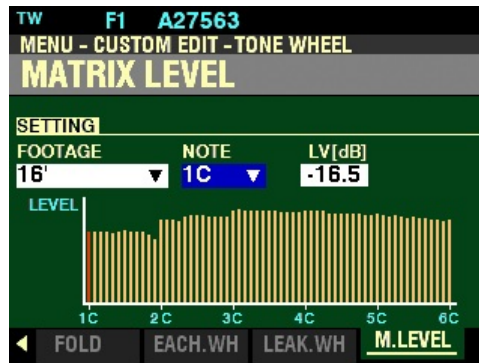 TW F1 A27563
MENU - CUSTOM EDIT -TONE WHEEL
MATRIX LEVEL
SETTING
FOOTAGE NOTE LV[dB]
16' 1C -16.5
LEVEL
1C 2C 3C 4C 5C 6C
FOLD EACH.WH LEAK.WH M.LEVEL